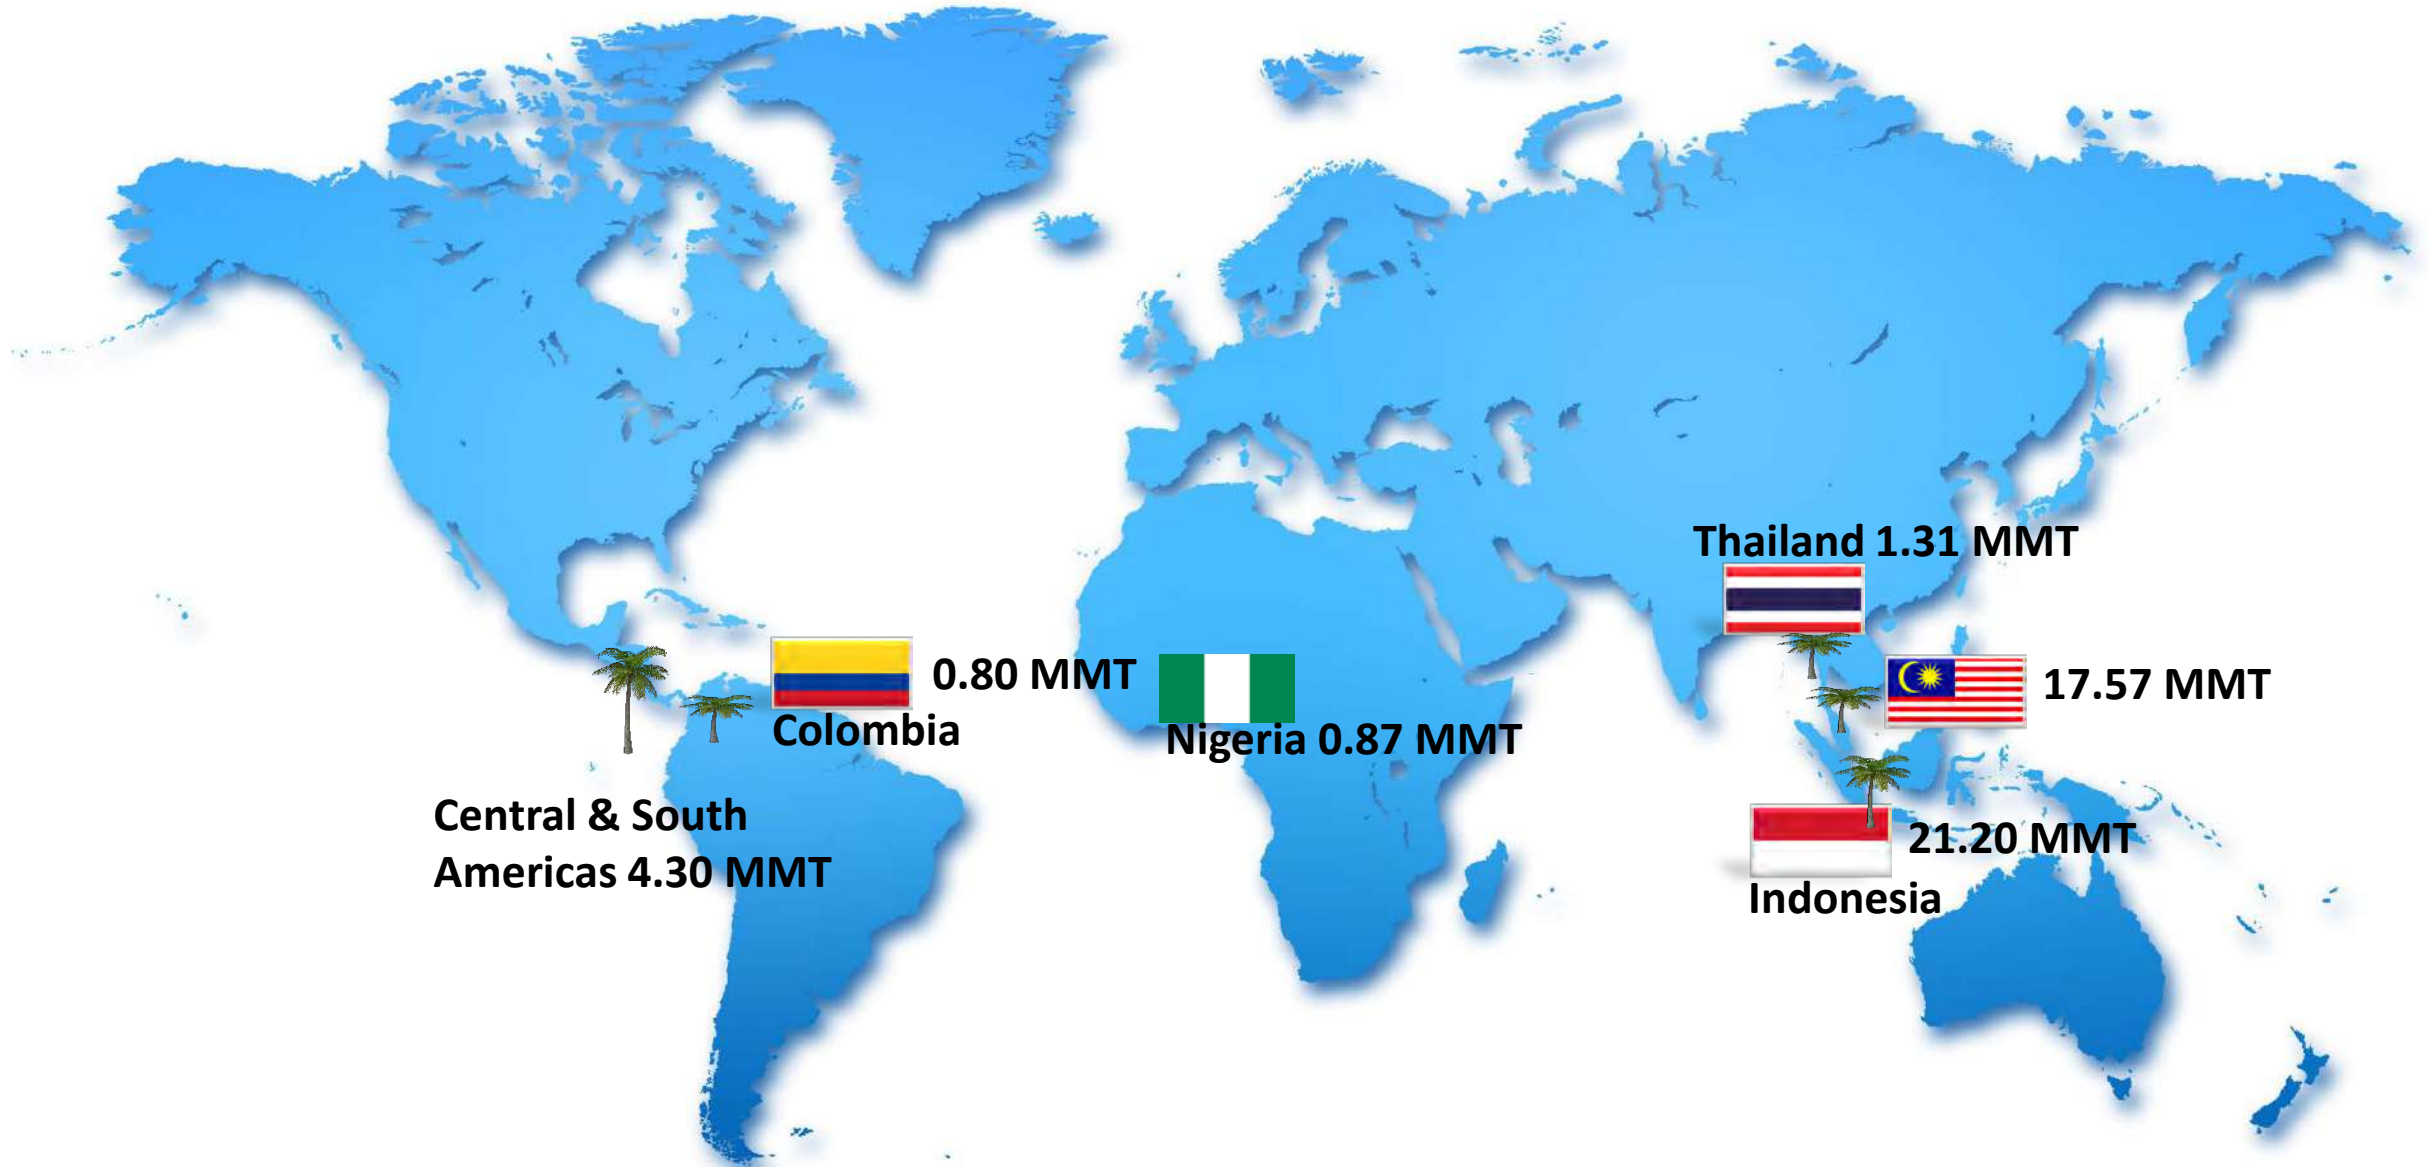 Thailand 1.31 MMT
0.80 MMT
Colombia
17.57 MMT
Nigeria 0.87 MMT
Central & South
Americas 4.30 MMT
21.20 MMT
Indonesia